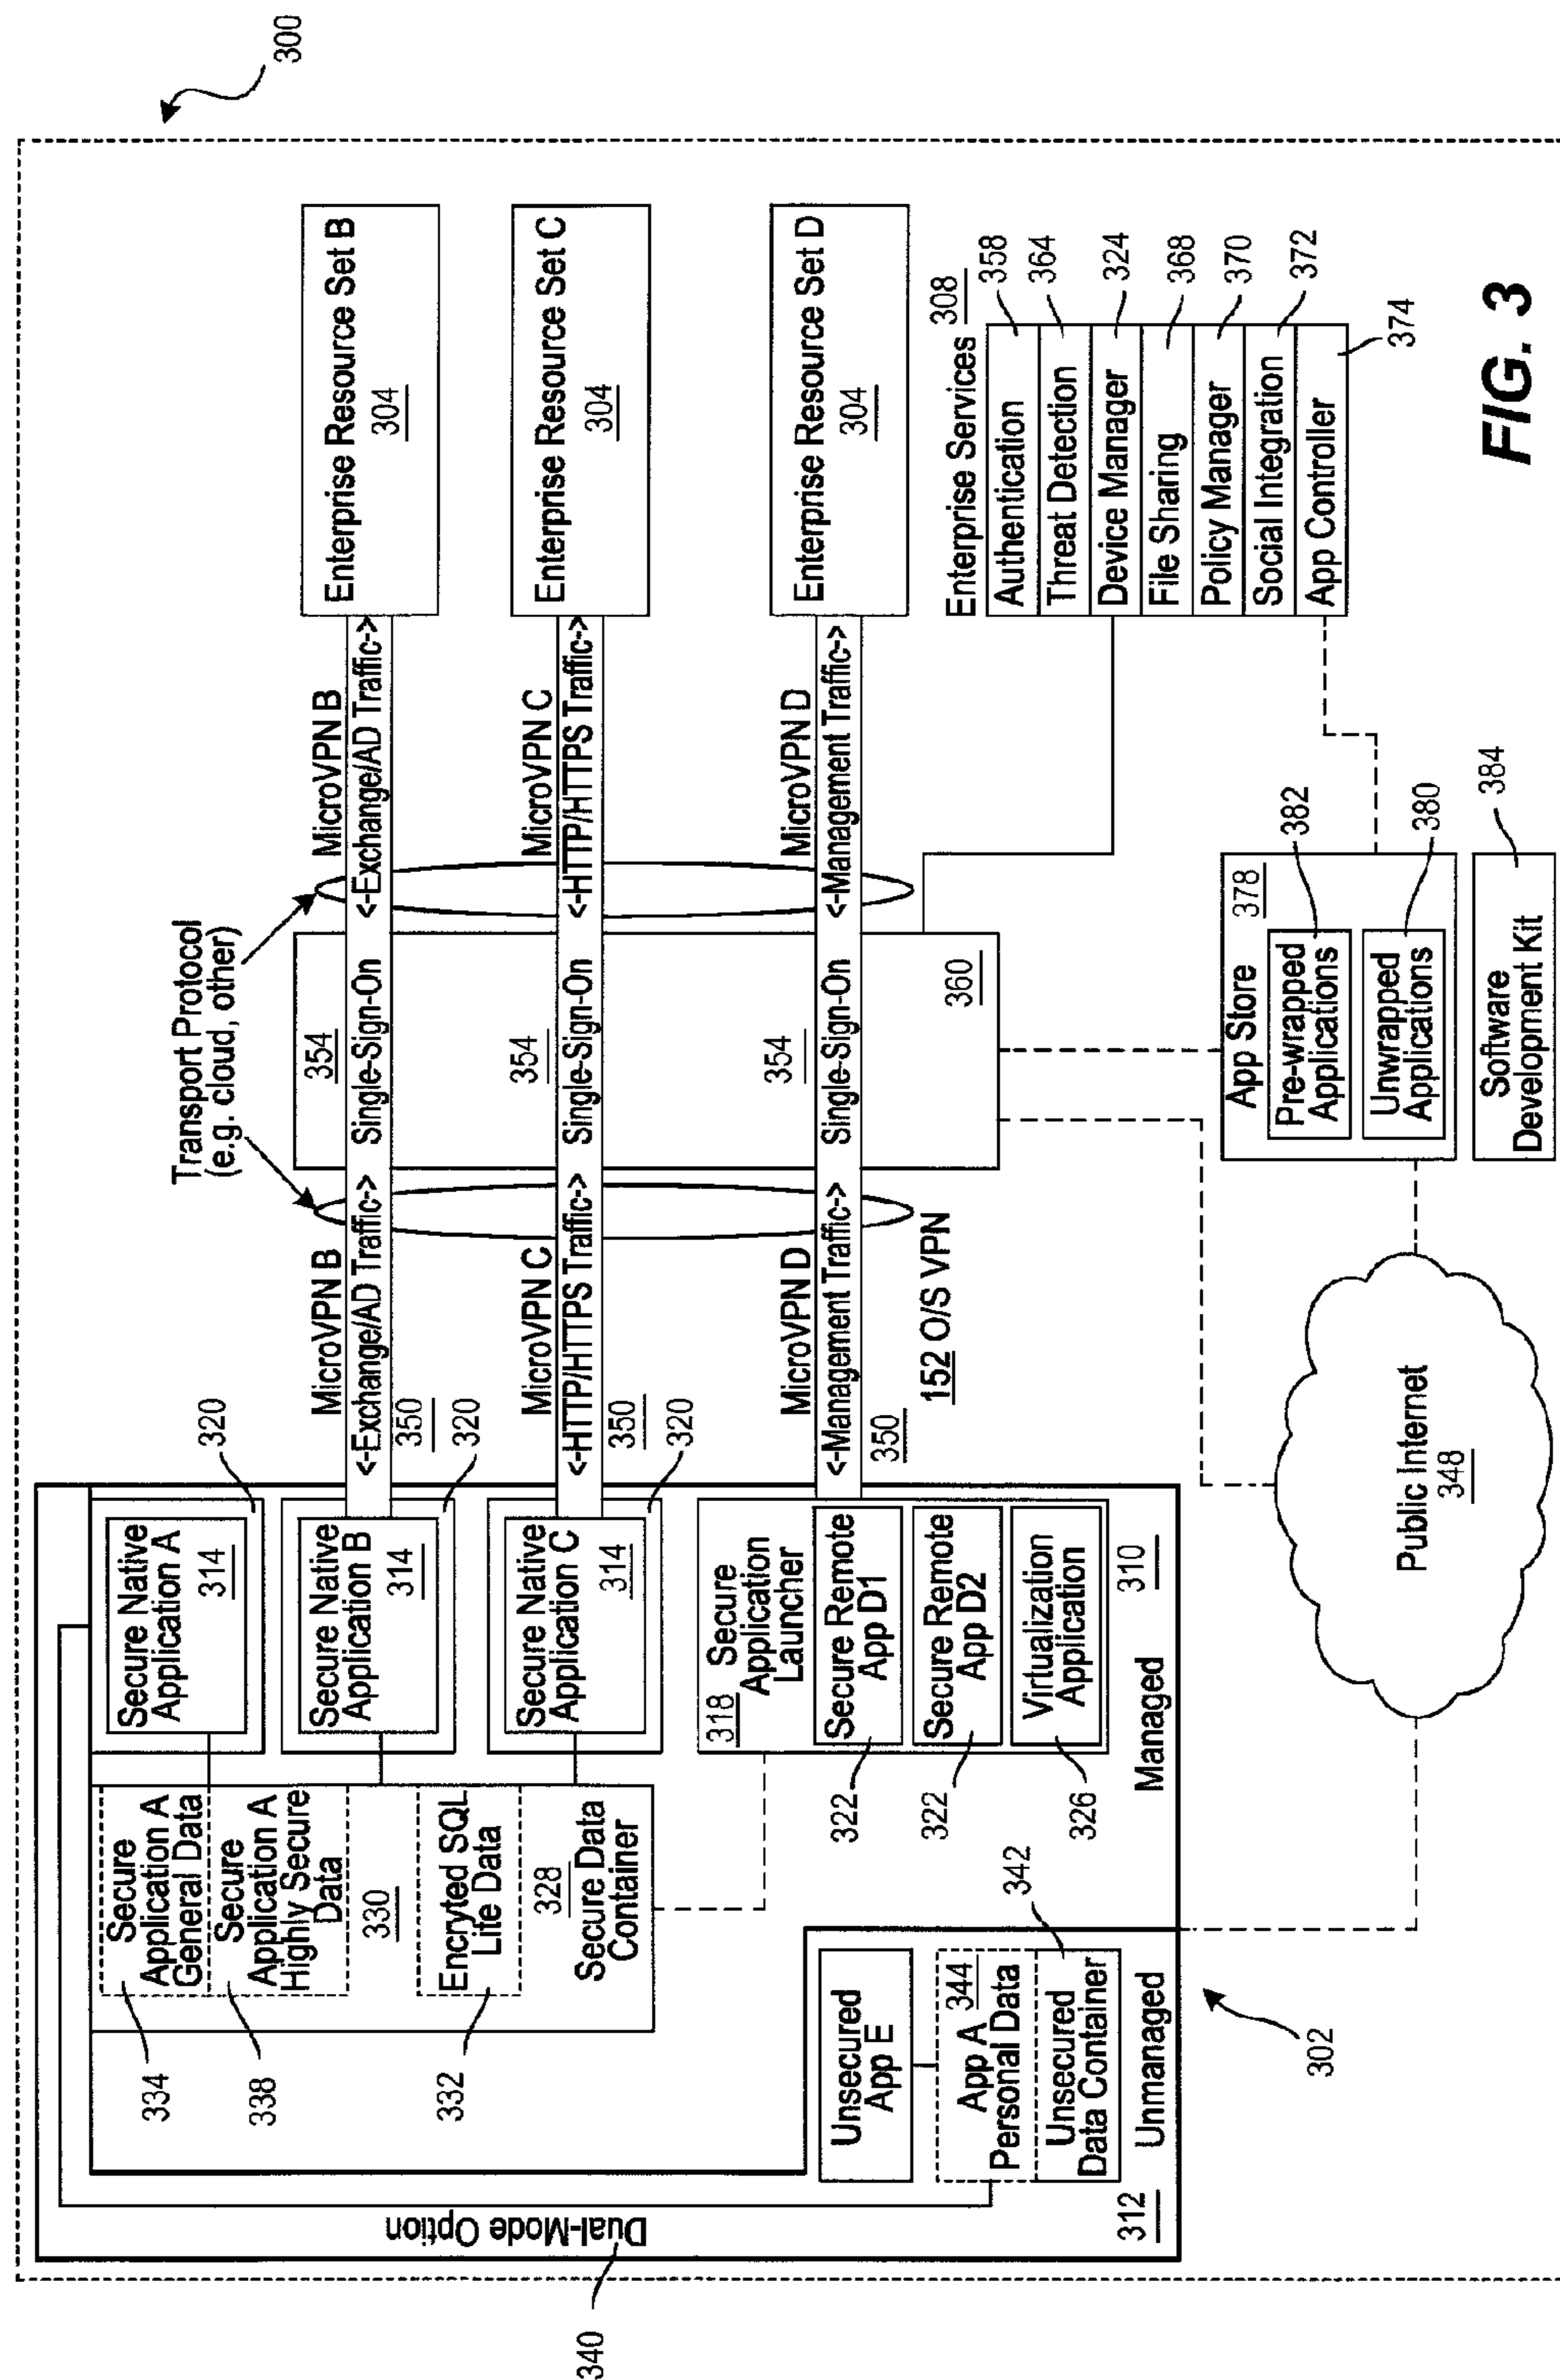 300
Transport Protocol
(e.g. cloud, other)
340
Dual-Mode Option
334
338
332
Secure
Application A
General Data
Secure
Application A
Highly Secure
Data
330
Encryted SQL
Lite Data
328
Secure Data
Container
Secure Native
Application A
314
320
Secure Native
Application B
314
320
Secure Native
Application C
314
320
318 Secure
Application
Launcher
Secure Remote
App D1
322
Secure Remote
App D2
322
Virtualization
Application
326
Managed
310
Unsecured
App E
344
App A
Personal Data
342
Unsecured
Data Container
312
Unmanaged
302
MicroVPN B
<-Exchange/AD Traffic->
350
MicroVPN C
<-HTTP/HTTPS Traffic->
350
MicroVPN D
<-Management Traffic->
350
152 O/S VPN
354
Single-Sign-On
354
Single-Sign-On
354
Single-Sign-On
360
MicroVPN B
<-Exchange/AD Traffic->
MicroVPN C
<-HTTP/HTTPS Traffic->
MicroVPN D
<-Management Traffic->
Enterprise Resource Set B
304
Enterprise Resource Set C
304
Enterprise Resource Set D
304
Enterprise Services 308
Authentication
358
Threat Detection
364
Device Manager
324
File Sharing
368
Policy Manager
370
Social Integration
372
App Controller
374
Public Internet
348
App Store 378
Pre-wrapped
Applications
382
Unwrapped
Applications
380
Software
Development Kit
384
FIG. 3